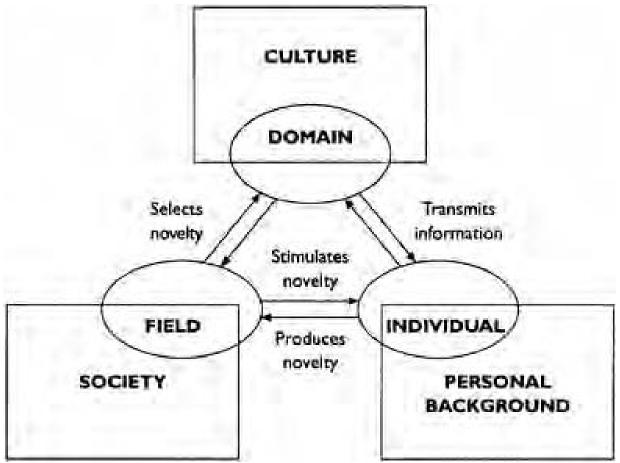 CULTURE
DOMAIN
Selects
novelty
Transmits
information
Stimulates
novelty
FIELD
INDIVIDUAL
Produces
novelty
SOCIETY
PERSONAL
BACKGROUND